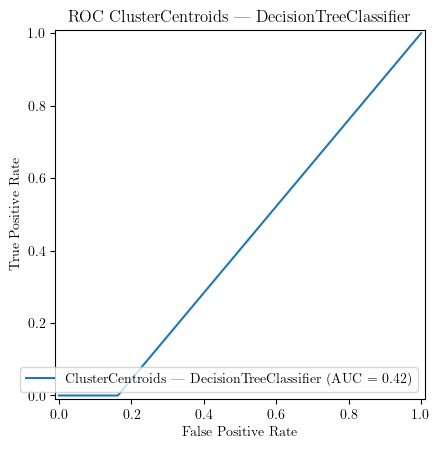 ROC ClusterCentroids — DecisionTreeClassifier
1.0
0.8
0.6
0.4
0.2
0.0
True Positive Rate
ClusterCentroids — DecisionTreeClassifier (AUC = 0.42)
0.0 0.2 0.4 0.6 0.8 1.0
False Positive Rate